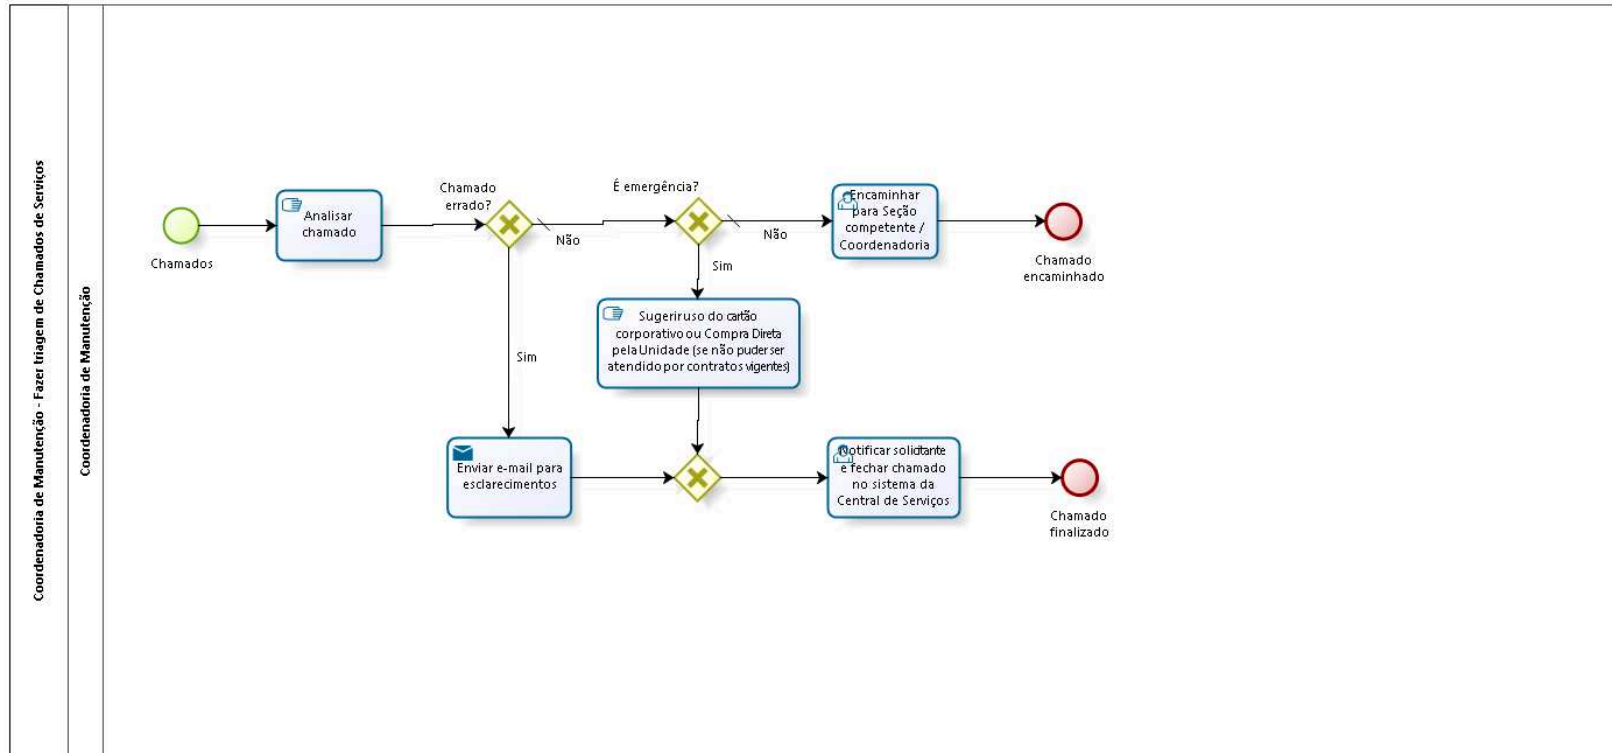 Coordenadoria de Manutenção - Fazer triagem de Chamados de Serviços
Coordenadoria de Manutenção
Chamados
Analisar
chamado
Chamado
errado?
Não
Sim
É emergência?
Não
Sim
Encaminhar
para Seção
competente /
Coordenadoria
Chamado
encaminhado
Sugerir uso do cartão
corporativo ou Compra Direta
pela Unidade (se não puder ser
atendido por contratos vigentes)
Enviar e-mail para
esclarecimentos
Notificar solicitante
e fechar chamado
no sistema da
Central de Serviços
Chamado
finalizado